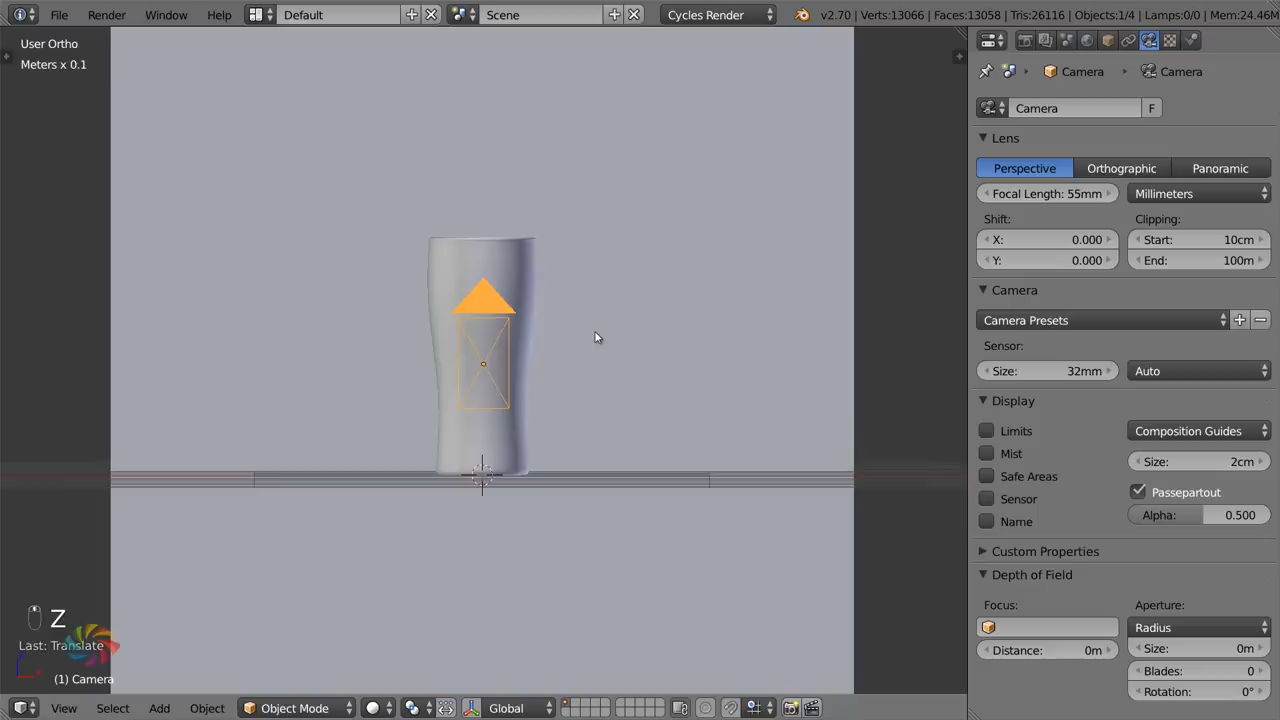 File Render Window Help Default Scene Cycles Render v2.70 | Verts:13066 | Faces:13058 | Tris:26116 | Objects:1/4 | Lamps:0/0 | Mem:24.46M
User Ortho
Meters x 0.1
Camera Camera
Camera F
Lens
Perspective Orthographic Panoramic
Focal Length: 55mm Millimeters
Shift: Clipping:
X: 0.000 Start: 10cm
Y: 0.000 End: 100m
Camera
Camera Presets
Sensor:
Size: 32mm Auto
Display
Limits Composition Guides
Mist Size: 2cm
Safe Areas
Sensor Passepartout
Name Alpha: 0.500
Custom Properties
Depth of Field
Focus: Aperture:
Radius
Distance: 0m Size: 0m
Blades: 0
Rotation: 0°
Z
Last: Translate
(1) Camera
View Select Add Object Object Mode Global